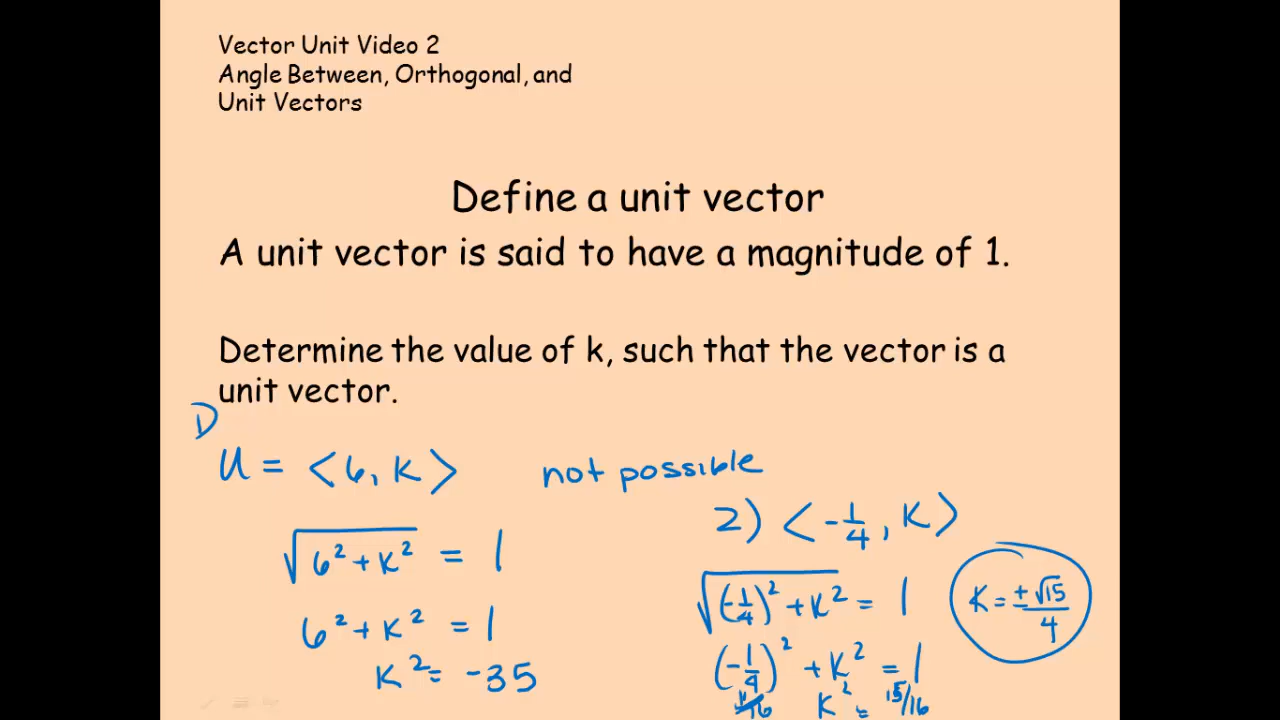 Vector Unit Video 2
Angle Between, Orthogonal, and
Unit Vectors
Define a unit vector
A unit vector is said to have a magnitude of 1.
Determine the value of k, such that the vector is a
unit vector.
1)
u = <6, K>
not possible
√(6² + K²) = 1
6² + K² = 1
K² = -35
2) <-1/4, K>
√((-1/4)² + K²) = 1
(-1/4)² + K² = 1
1/16
K² = 15/16
K = ±√15/4